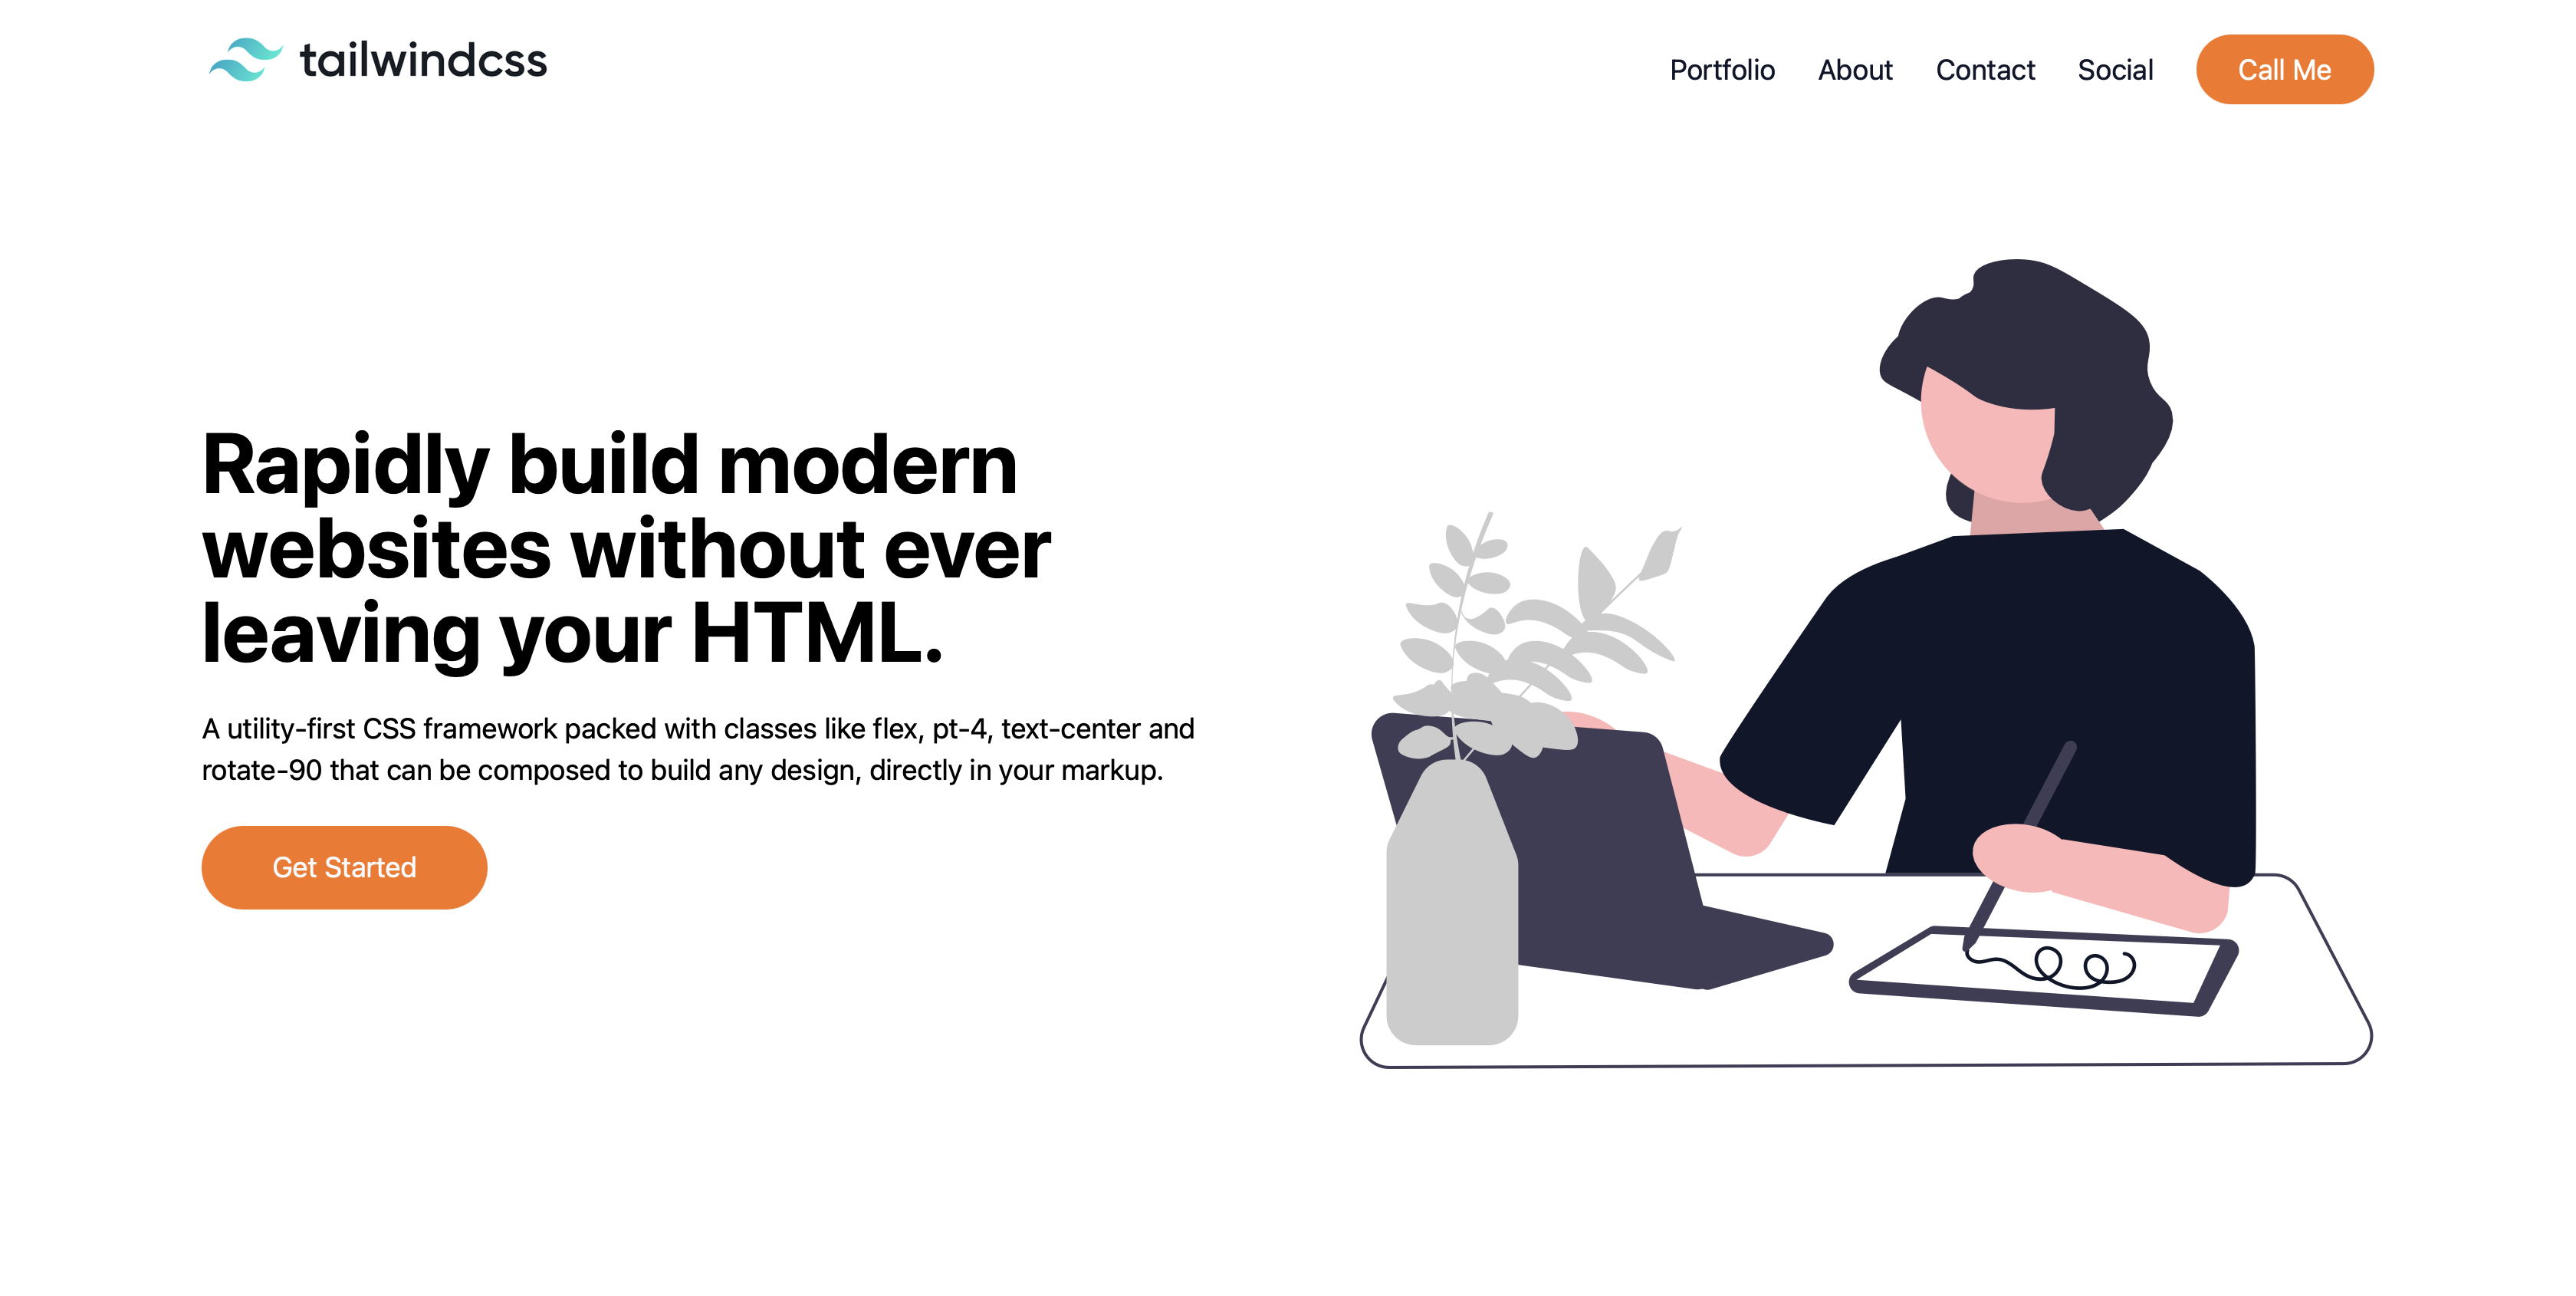 tailwindcss
Portfolio About Contact Social Call Me
Rapidly build modern
websites without ever
leaving your HTML.
A utility-first CSS framework packed with classes like flex, pt-4, text-center and
rotate-90 that can be composed to build any design, directly in your markup.
Get Started